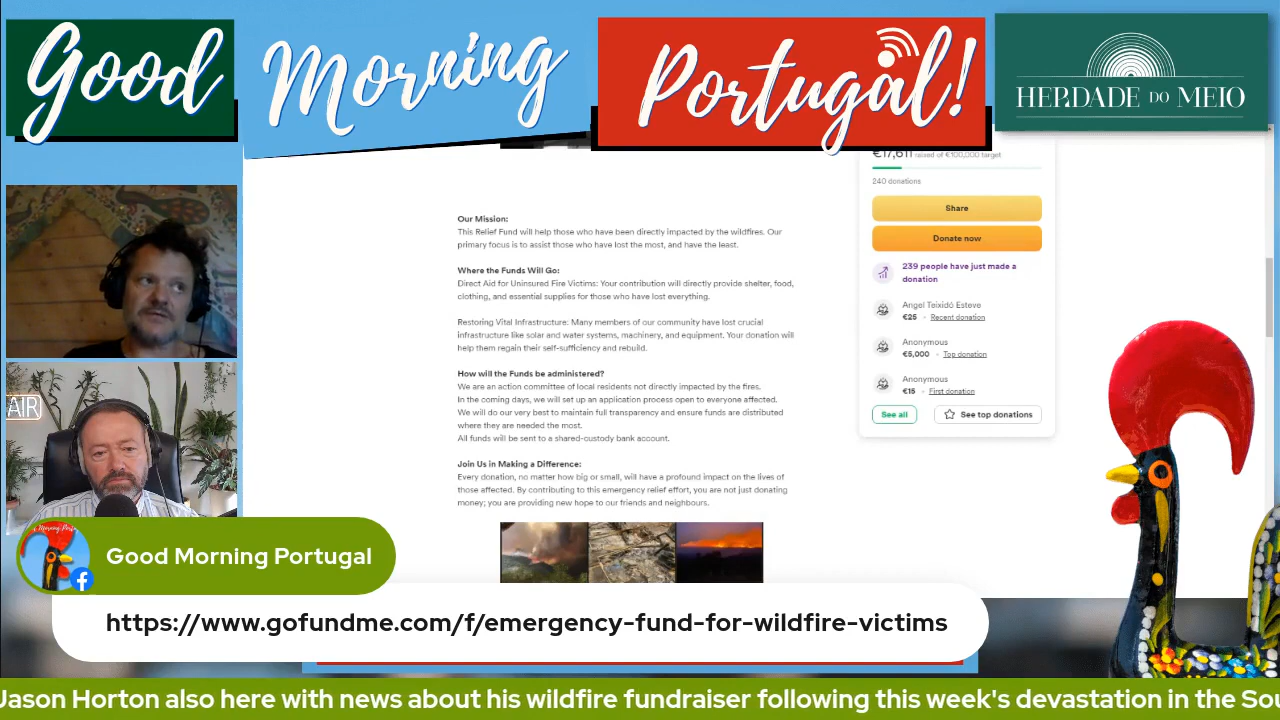 Good
Morning
Portugal!
HERDADE DO MEIO
€17,611 raised of €100,000 target
240 donations
Share
Donate now
239 people have just made a
donation
Angel Teixidó Esteve
€25 • Recent donation
Anonymous
€5,000 • Top donation
Anonymous
€15 • First donation
See all
See top donations
Our Mission:
This Relief Fund will help those who have been directly impacted by the wildfires. Our
primary focus is to assist those who have lost the most, and have the least.
Where the Funds Will Go:
Direct Aid for Uninsured Fire Victims: Your contribution will directly provide shelter, food,
clothing, and essential supplies for those who have lost everything.
Restoring Vital Infrastructure: Many members of our community have lost crucial
infrastructure like solar and water systems, machinery, and equipment. Your donation will
help them regain their self-sufficiency and rebuild.
How will the Funds be administered?
We are an action committee of local residents not directly impacted by the fires.
In the coming days, we will set up an application process open to everyone affected.
We will do our very best to maintain full transparency and ensure funds are distributed
where they are needed the most.
All funds will be sent to a shared-custody bank account.
Join Us in Making a Difference:
Every donation, no matter how big or small, will have a profound impact on the lives of
those affected. By contributing to this emergency relief effort, you are not just donating
money; you are providing new hope to our friends and neighbours.
AIR
Good Morning Portugal
https://www.gofundme.com/f/emergency-fund-for-wildfire-victims
Jason Horton also here with news about his wildfire fundraiser following this week's devastation in the Sou